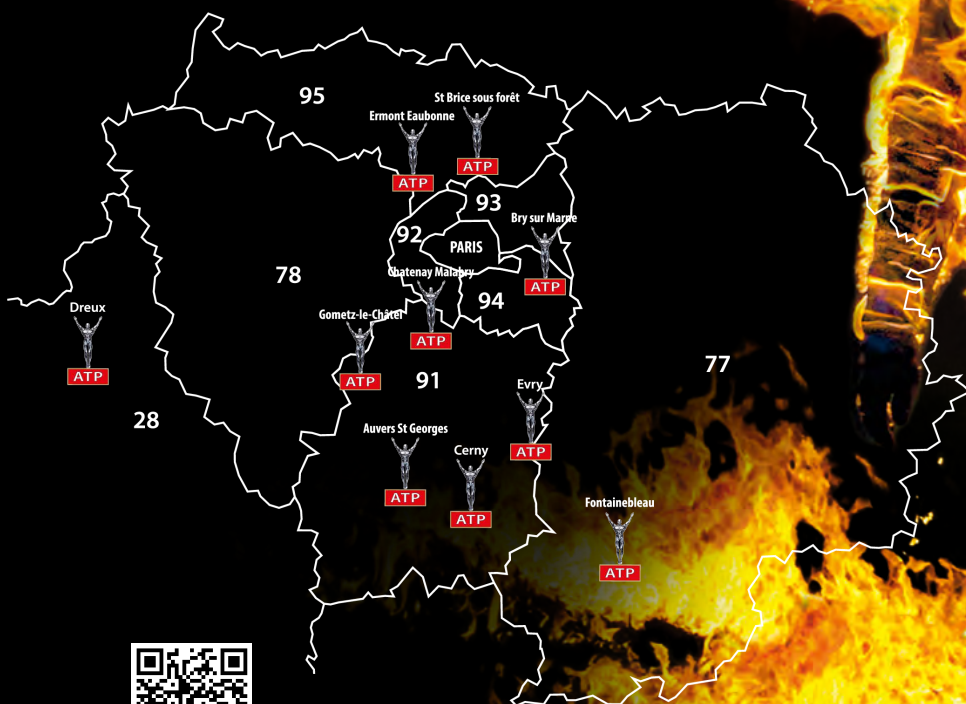 95
St Brice sous forêt
Ermont Eaubonne
ATP
ATP
93
Bry sur Marne
92
PARIS
78
Chatenay Malabry
ATP
94
Dreux
Gometz-le-Châtel
ATP
77
ATP
ATP
91
Evry
28
Auvers St Georges
Cerny
ATP
ATP
Fontainebleau
ATP
ATP